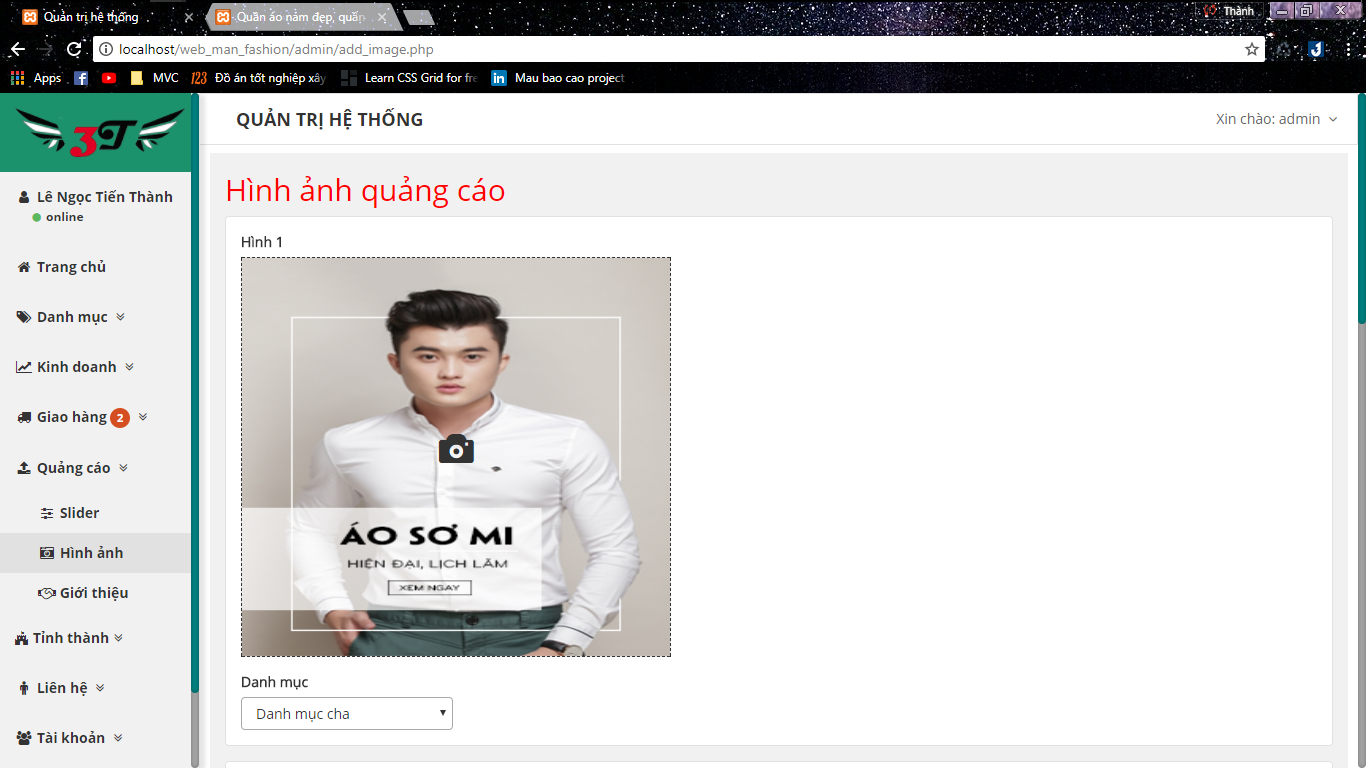 Quản trị hệ thống
Quần áo nam đẹp, quần
Thành
localhost/web_man_fashion/admin/add_image.php
Apps
MVC
123 Đồ án tốt nghiệp xây
Learn CSS Grid for fre
in Mau bao cao project
3T
QUẢN TRỊ HỆ THỐNG
Xin chào: admin
Lê Ngọc Tiến Thành
online
Trang chủ
Danh mục
Kinh doanh
Giao hàng 2
Quảng cáo
Slider
Hình ảnh
Giới thiệu
Tỉnh thành
Liên hệ
Tài khoản
Hình ảnh quảng cáo
Hình 1
ÁO SƠ MI
HIỆN ĐẠI, LỊCH LÃM
XEM NGAY
Danh mục
Danh mục cha